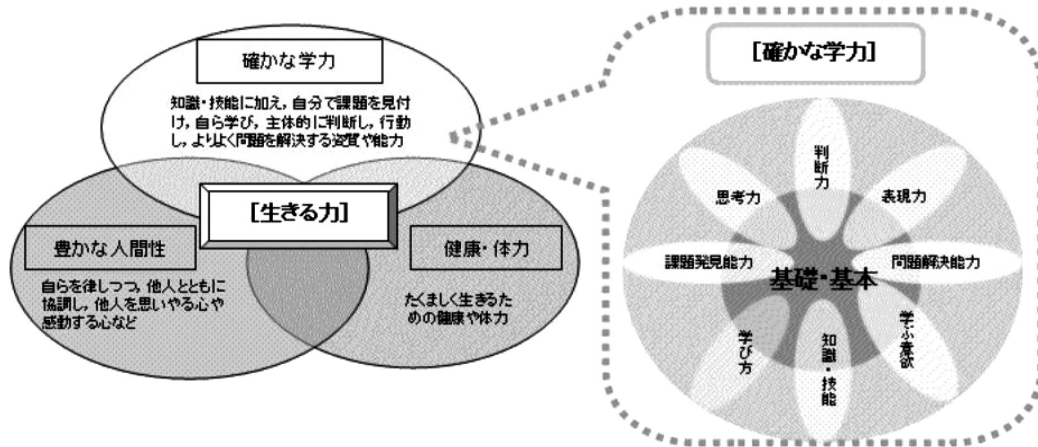 確かな学力
知識・技能に加え，自分で課題を見付
け，自ら学び，主体的に判断し，行動
し，よりよく問題を解決する資質や能力
[生きる力]
豊かな人間性
自らを律しつつ，他人とともに
協調し，他人を思いやる心や
感動する心など
健康・体力
たくましく生きるた
めの健康や体力
[確かな学力]
判断力
思考力
表現力
課題発見能力
基礎・基本
問題解決能力
学び方
知識・技能
学ぶ意欲